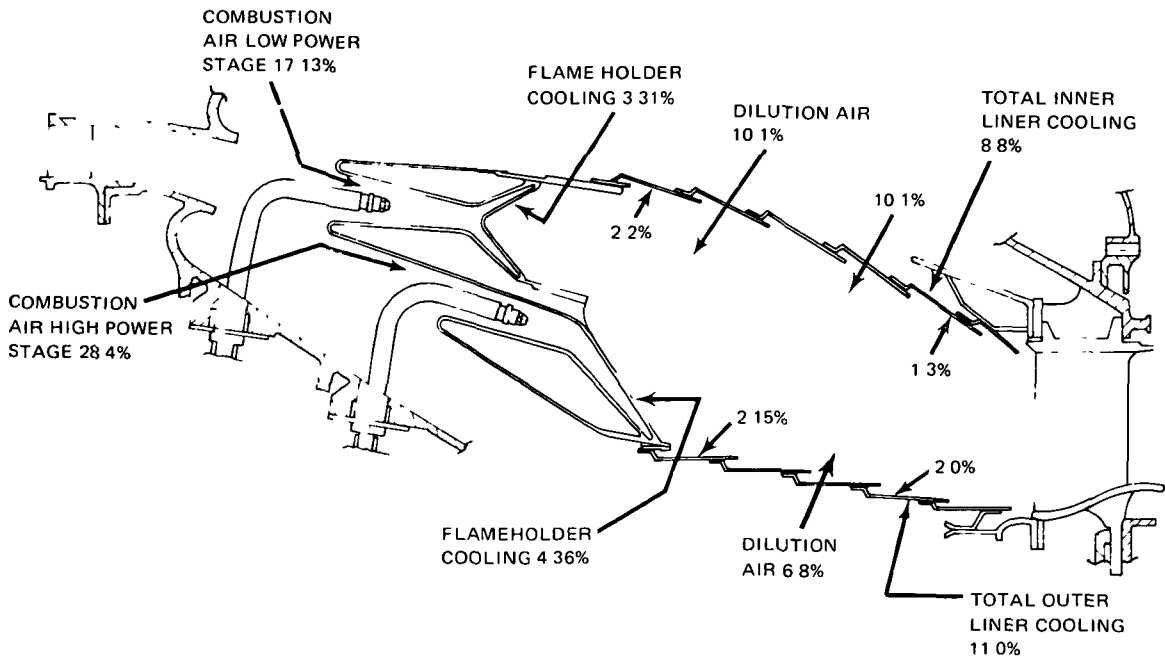 COMBUSTION
AIR LOW POWER
STAGE 17 13%
FLAME HOLDER
COOLING 3 31%
DILUTION AIR
10 1%
TOTAL INNER
LINER COOLING
8 8%
2 2%
10 1%
COMBUSTION
AIR HIGH POWER
STAGE 28 4%
1 3%
2 15%
2 0%
FLAMEHOLDER
COOLING 4 36%
DILUTION
AIR 6 8%
TOTAL OUTER
LINER COOLING
11 0%